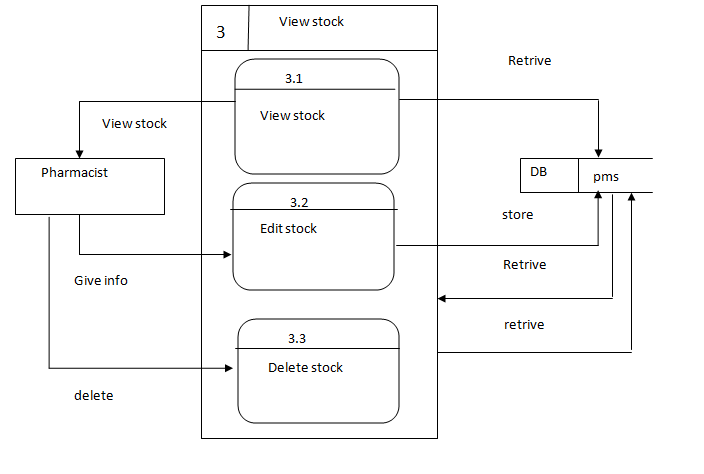 3
View stock
3.1
View stock
Retrive
View stock
Pharmacist
DB
pms
3.2
Edit stock
store
Give info
Retrive
retrive
3.3
Delete stock
delete